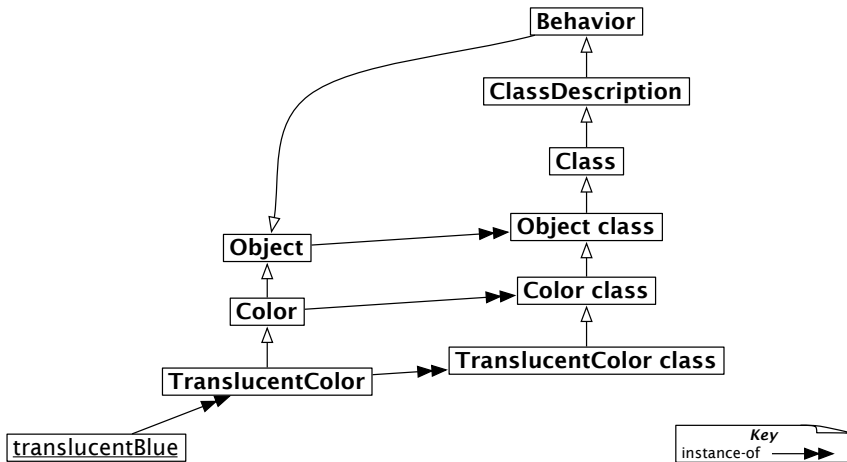 Behavior
ClassDescription
Class
Object class
Object
Color class
Color
TranslucentColor class
TranslucentColor
translucentBlue
Key
instance-of